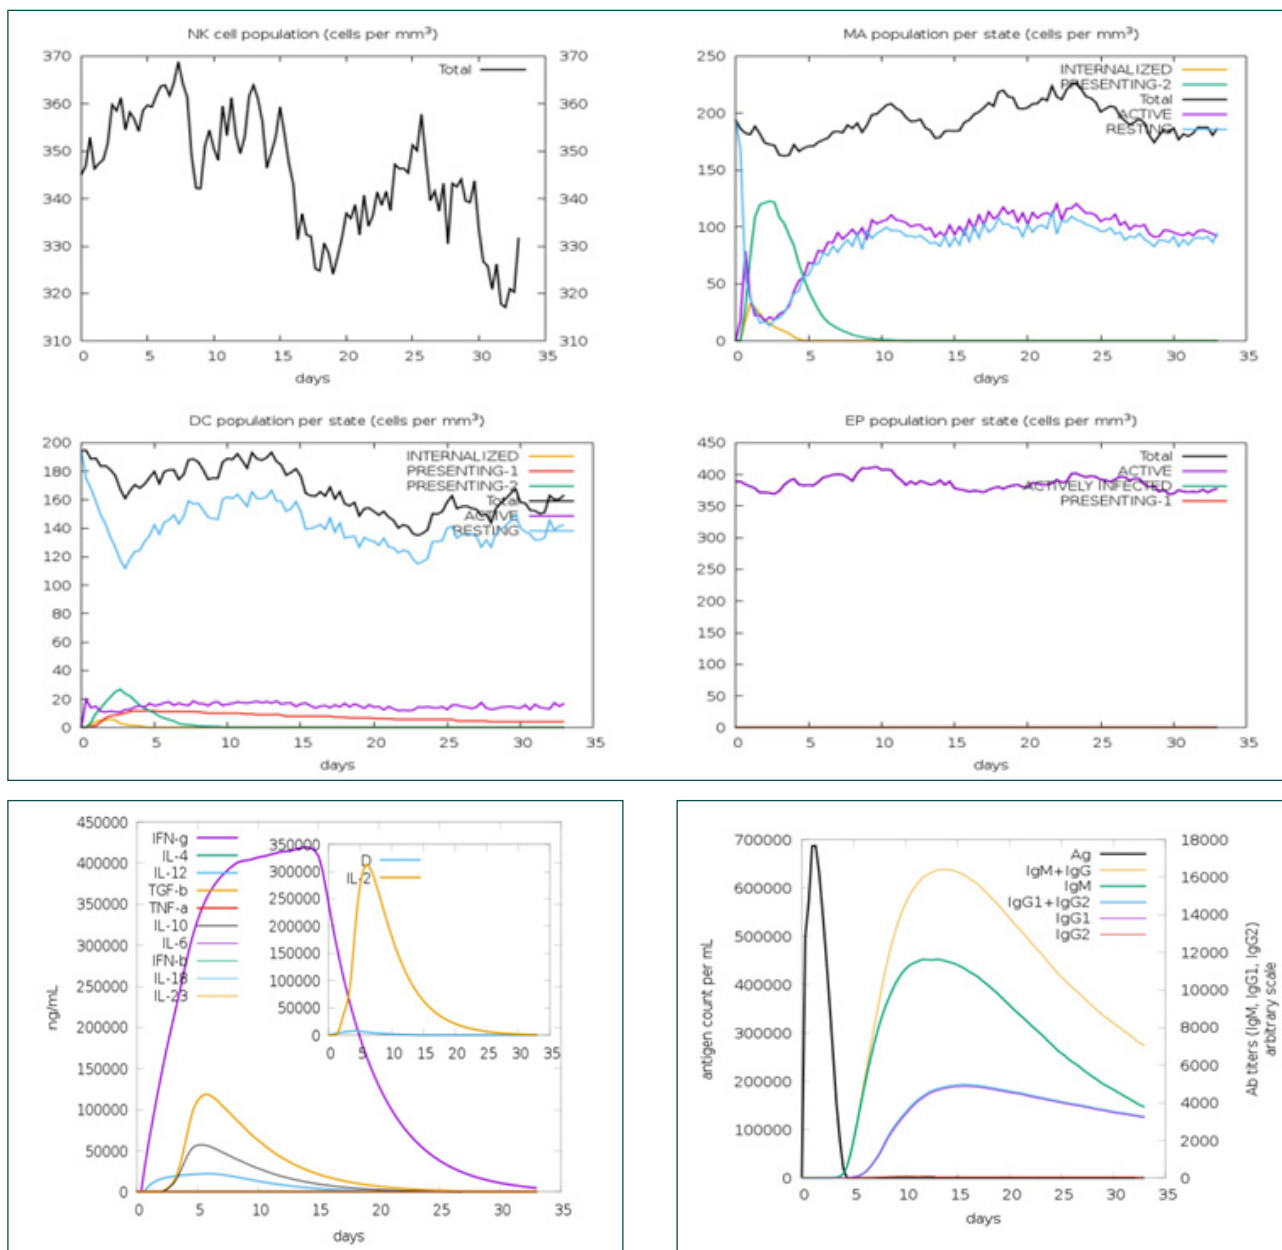 NK cell population (cells per mm³)
Total
370
360
350
340
330
320
310
370
360
350
340
330
320
310
0 5 10 15 20 25 30 35
days
MA population per state (cells per mm³)
INTERNALIZED
PRESENTING-2
Total
ACTIVE
RESTING
250
200
150
100
50
0
0 5 10 15 20 25 30 35
days
DC population per state (cells per mm³)
INTERNALIZED
PRESENTING-1
PRESENTING-2
Total
ACTIVE
RESTING
200
180
160
140
120
100
80
60
40
20
0
0 5 10 15 20 25 30 35
days
EP population per state (cells per mm³)
Total
ACTIVE
ACTIVELY INFECTED
PRESENTING-1
450
400
350
300
250
200
150
100
50
0
0 5 10 15 20 25 30 35
days
450000
400000
350000
300000
250000
200000
150000
100000
50000
0
ng/mL
IFN-g
IL-4
IL-12
TGF-b
TNF-a
IL-10
IL-6
IFN-b
IL-18
IL-23
350000
300000
250000
200000
150000
100000
50000
0
D
IL-2
0 5 10 15 20 25 30 35
0 5 10 15 20 25 30 35
days
700000
600000
500000
400000
300000
200000
100000
0
antigen count per mL
Ag
IgM+IgG
IgM
IgG1+IgG2
IgG1
IgG2
18000
16000
14000
12000
10000
8000
6000
4000
2000
0
Ab titers (IgM, IgG1, IgG2)
arbitrary scale
0 5 10 15 20 25 30 35
days